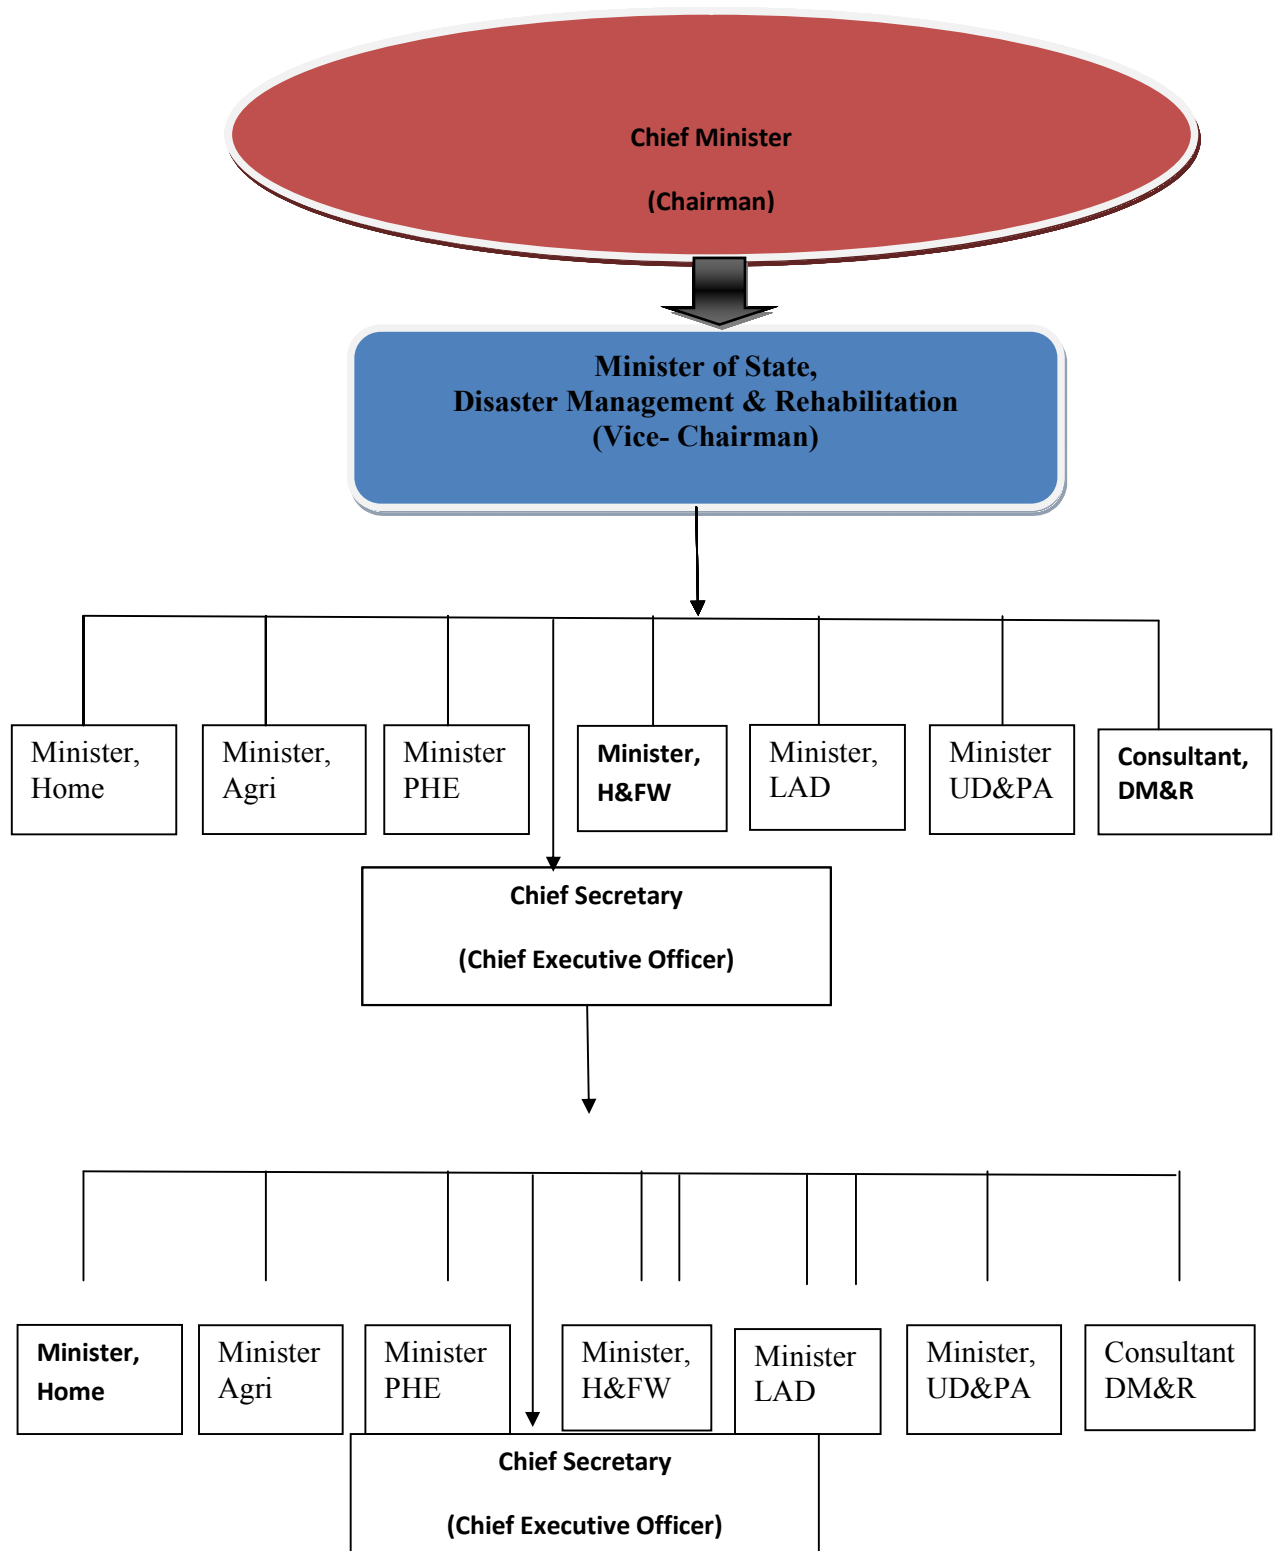 Chief Minister
(Chairman)
Minister of State,
Disaster Management & Rehabilitation
(Vice- Chairman)
Minister,
Home
Minister,
Agri
Minister
PHE
Minister,
H&FW
Minister,
LAD
Minister
UD&PA
Consultant,
DM&R
Chief Secretary
(Chief Executive Officer)
Minister,
Home
Minister
Agri
Minister
PHE
Minister,
H&FW
Minister
LAD
Minister,
UD&PA
Consultant
DM&R
Chief Secretary
(Chief Executive Officer)